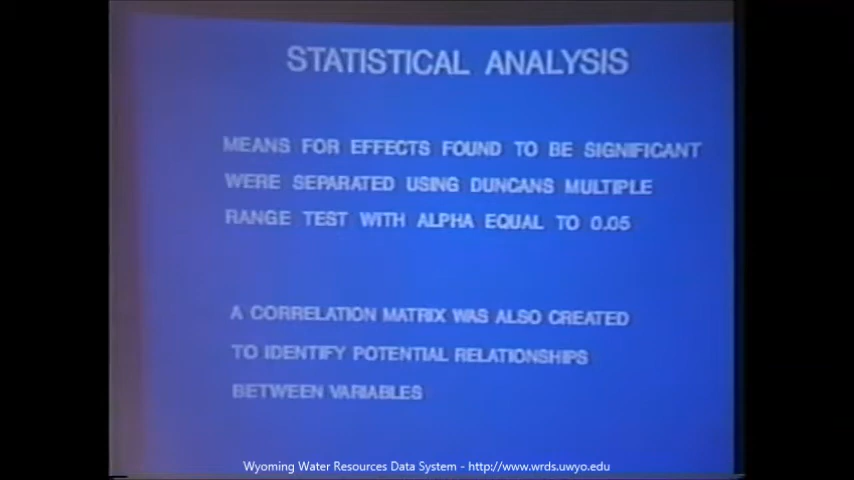 STATISTICAL ANALYSIS
MEANS FOR EFFECTS FOUND TO BE SIGNIFICANT
WERE SEPARATED USING DUNCANS MULTIPLE
RANGE TEST WITH ALPHA EQUAL TO 0.05
A CORRELATION MATRIX WAS ALSO CREATED
TO IDENTIFY POTENTIAL RELATIONSHIPS
BETWEEN VARIABLES
Wyoming Water Resources Data System - http://www.wrds.uwyo.edu